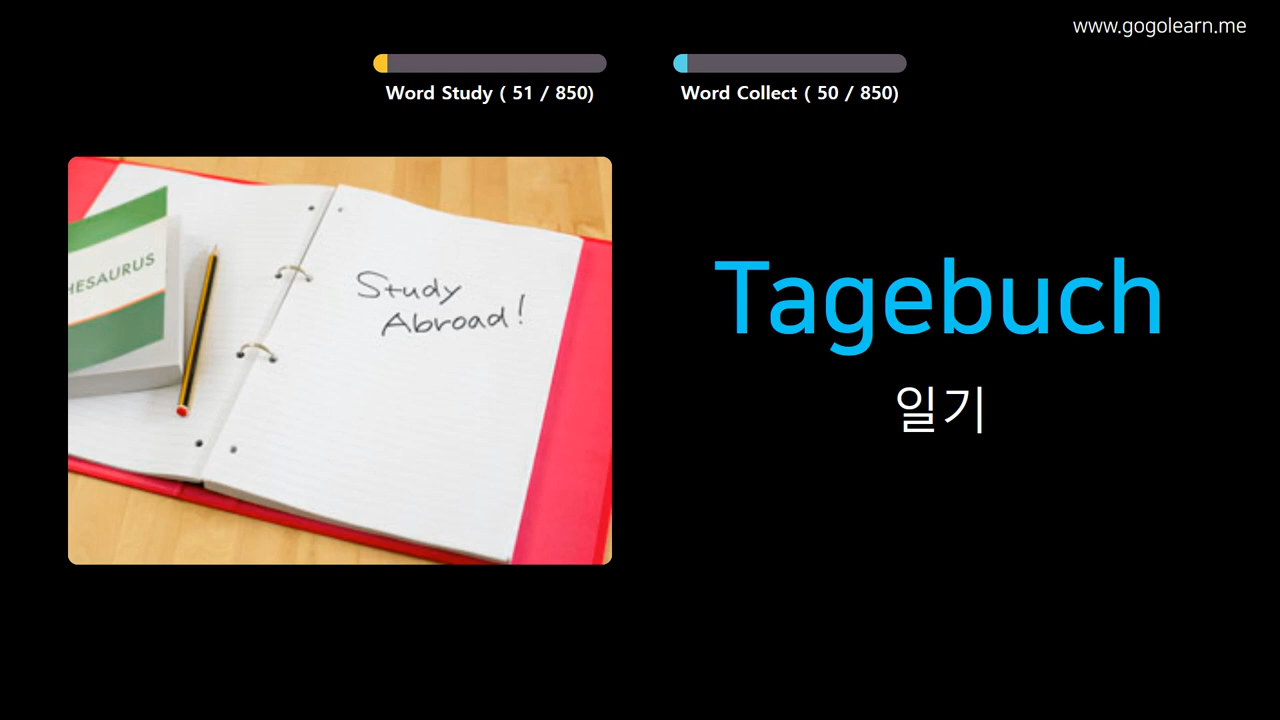 www.gogolearn.me
Word Study ( 51 / 850)
Word Collect ( 50 / 850)
HESAURUS
Study
Abroad!
Tagebuch
일기